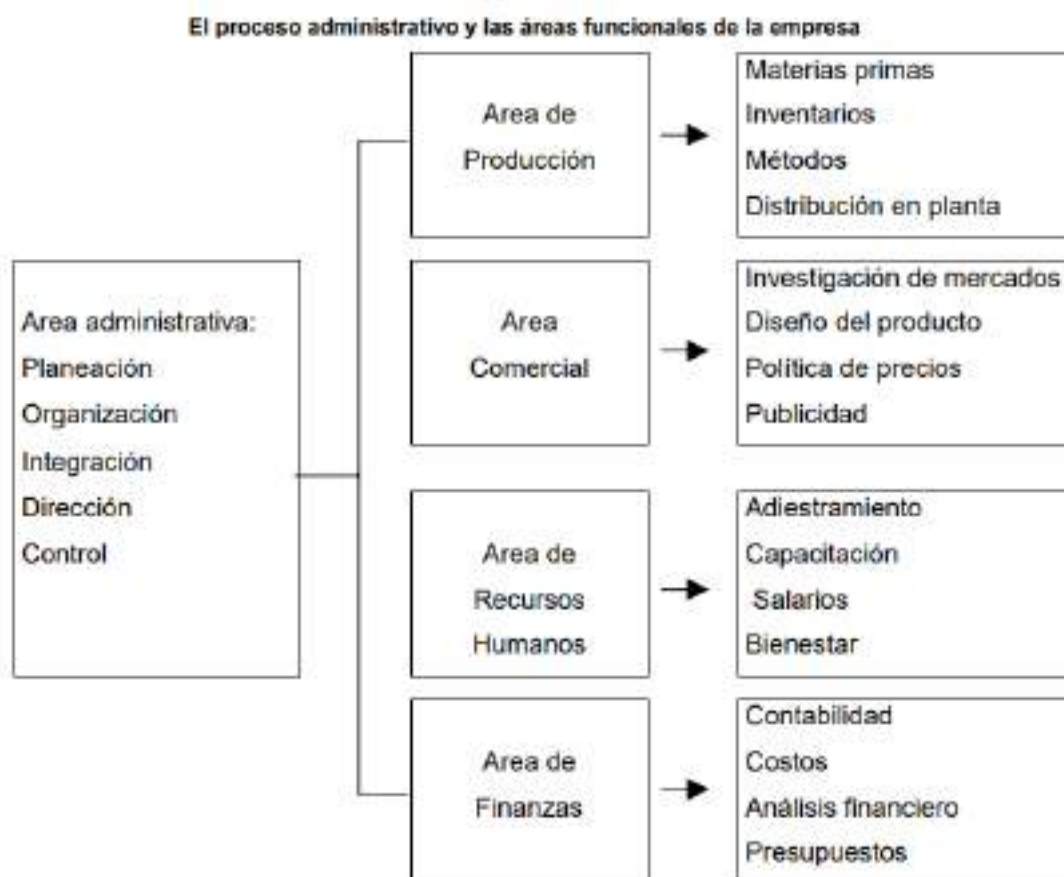 El proceso administrativo y las áreas funcionales de la empresa
Area administrativa:
Planeación
Organización
Integración
Dirección
Control
Area de
Producción
Materias primas
Inventarios
Métodos
Distribución en planta
Area
Comercial
Investigación de mercados
Diseño del producto
Política de precios
Publicidad
Area de
Recursos
Humanos
Adiestramiento
Capacitación
Salarios
Bienestar
Area de
Finanzas
Contabilidad
Costos
Análisis financiero
Presupuestos